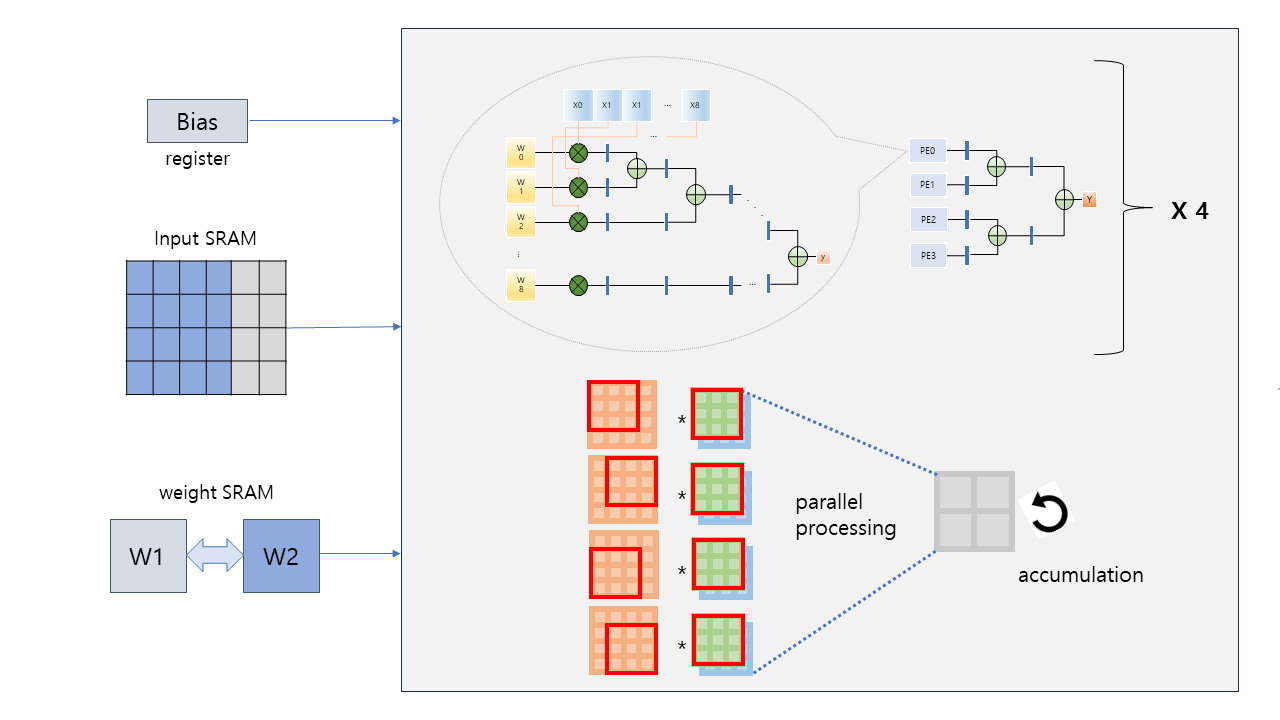 Bias
register
Input SRAM
weight SRAM
W1
W2
X0
X1
X1
...
X8
...
W
0
W
1
W
2
...
W
8
...
y
PE0
PE1
PE2
PE3
Y
X 4
*
*
*
*
parallel
processing
accumulation